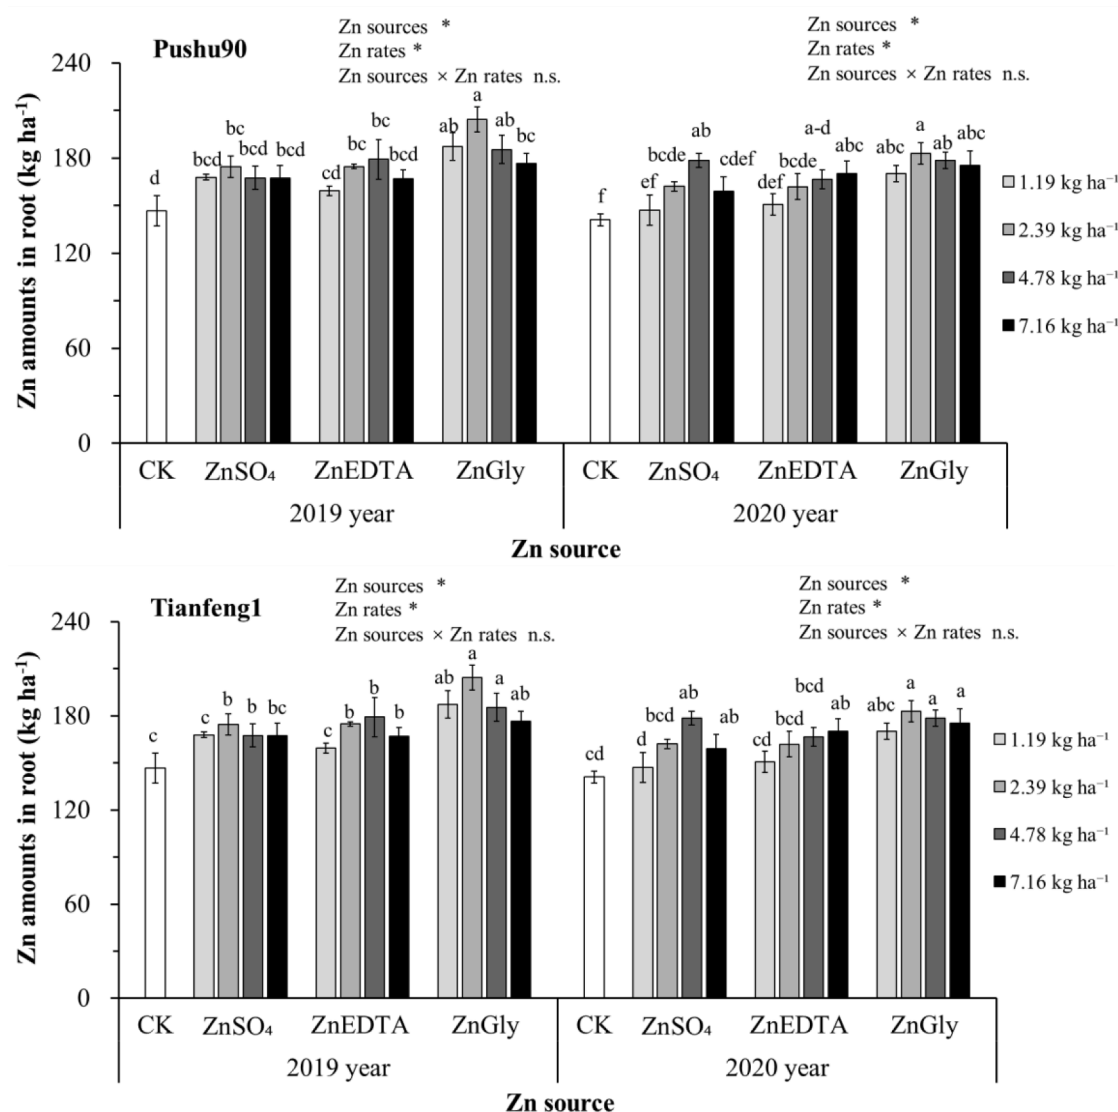 Pushu90
Zn sources *
Zn rates *
Zn sources × Zn rates n.s.
Zn sources *
Zn rates *
Zn sources × Zn rates n.s.
Zn amounts in root (kg ha⁻¹)
240
180
120
60
0
d
bcd
bc
bcd
bcd
cd
bc
bc
bcd
ab
a
ab
bc
f
ef
bcde
ab
cdef
def
bcde
a-d
abc
abc
a
ab
abc
1.19 kg ha⁻¹
2.39 kg ha⁻¹
4.78 kg ha⁻¹
7.16 kg ha⁻¹
CK ZnSO₄ ZnEDTA ZnGly CK ZnSO₄ ZnEDTA ZnGly
2019 year 2020 year
Zn source
Tianfeng1
Zn sources *
Zn rates *
Zn sources × Zn rates n.s.
Zn sources *
Zn rates *
Zn sources × Zn rates n.s.
Zn amounts in root (kg ha⁻¹)
240
180
120
60
0
c
c
b
b
bc
c
b
b
b
ab
a
a
ab
cd
d
bcd
ab
ab
cd
bcd
bcd
ab
abc
a
a
a
1.19 kg ha⁻¹
2.39 kg ha⁻¹
4.78 kg ha⁻¹
7.16 kg ha⁻¹
CK ZnSO₄ ZnEDTA ZnGly CK ZnSO₄ ZnEDTA ZnGly
2019 year 2020 year
Zn source